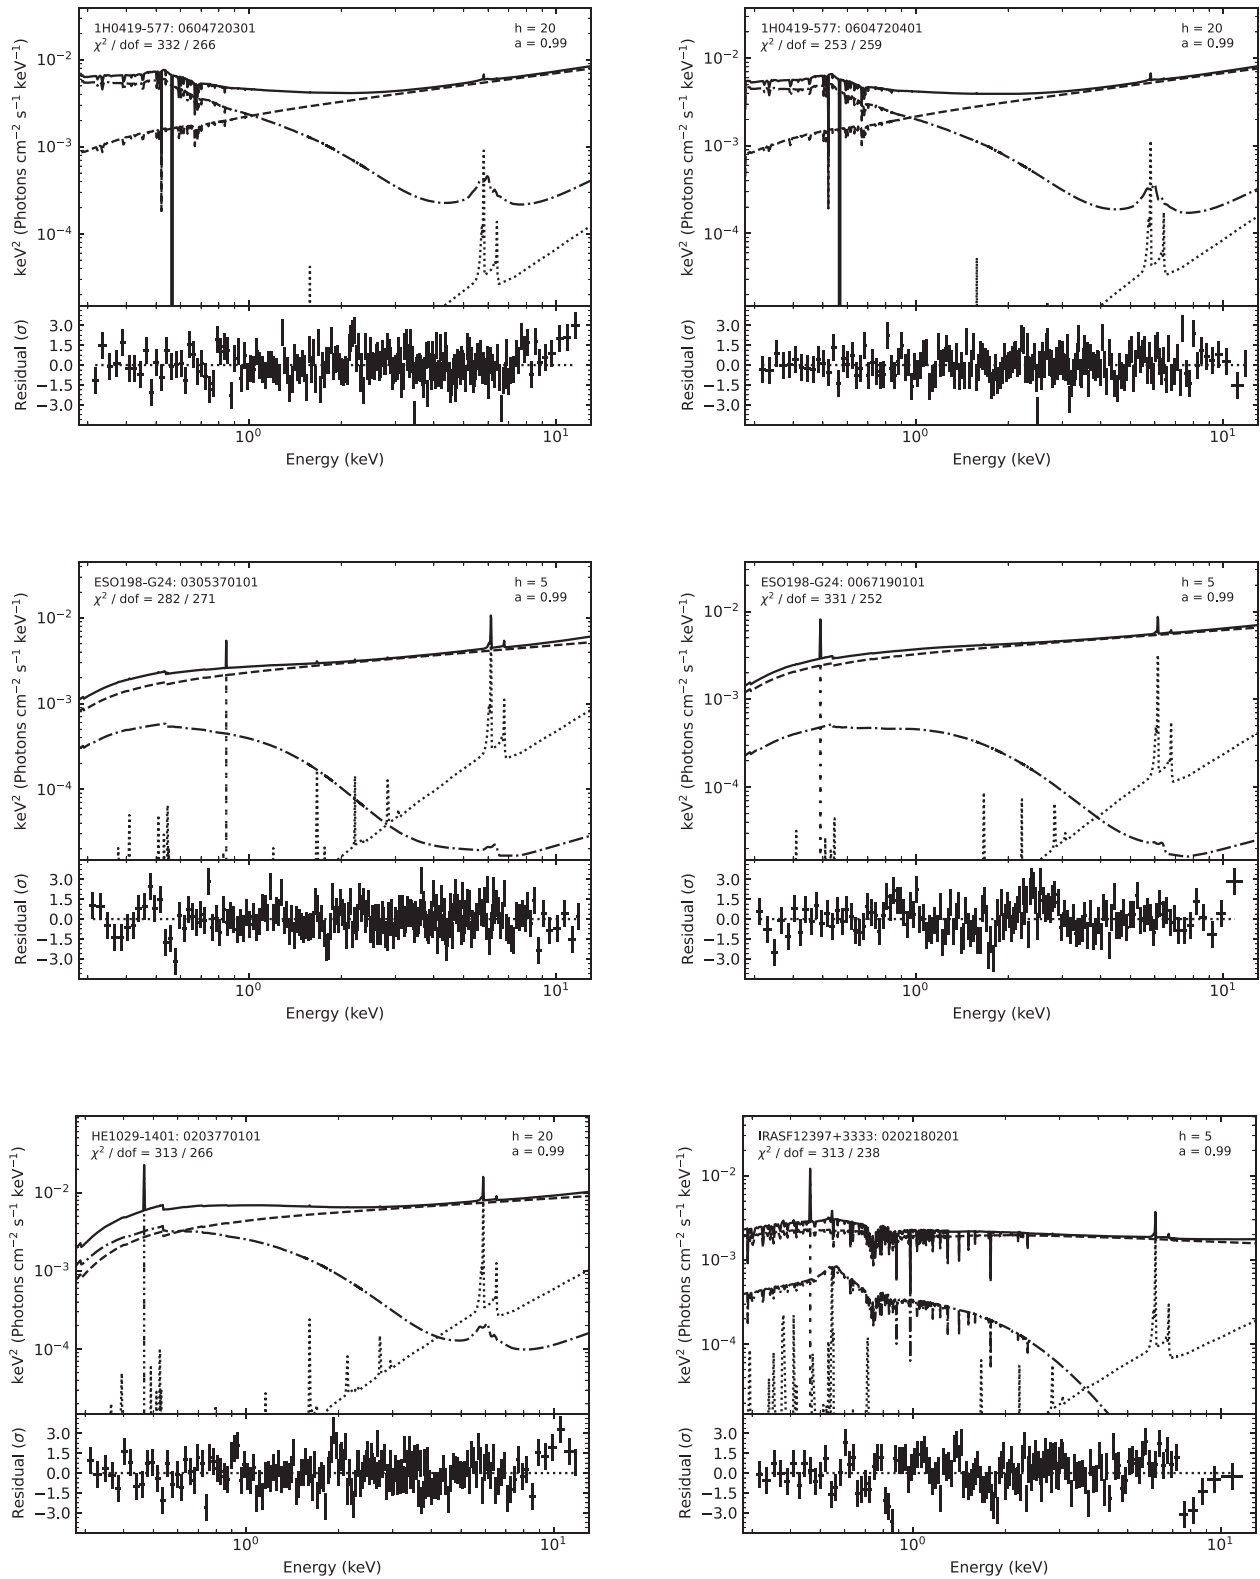 1H0419-577: 0604720301
χ² / dof = 332 / 266
h = 20
a = 0.99
keV² (Photons cm⁻² s⁻¹ keV⁻¹)
10⁻²
10⁻³
10⁻⁴
Residual (σ)
3.0
1.5
0.0
−1.5
−3.0
10⁰
10¹
Energy (keV)
1H0419-577: 0604720401
χ² / dof = 253 / 259
h = 20
a = 0.99
keV² (Photons cm⁻² s⁻¹ keV⁻¹)
10⁻²
10⁻³
10⁻⁴
Residual (σ)
3.0
1.5
0.0
−1.5
−3.0
10⁰
10¹
Energy (keV)
ESO198-G24: 0305370101
χ² / dof = 282 / 271
h = 5
a = 0.99
keV² (Photons cm⁻² s⁻¹ keV⁻¹)
10⁻²
10⁻³
10⁻⁴
Residual (σ)
3.0
1.5
0.0
−1.5
−3.0
10⁰
10¹
Energy (keV)
ESO198-G24: 0067190101
χ² / dof = 331 / 252
h = 5
a = 0.99
keV² (Photons cm⁻² s⁻¹ keV⁻¹)
10⁻²
10⁻³
10⁻⁴
Residual (σ)
3.0
1.5
0.0
−1.5
−3.0
10⁰
10¹
Energy (keV)
HE1029-1401: 0203770101
χ² / dof = 313 / 266
h = 20
a = 0.99
keV² (Photons cm⁻² s⁻¹ keV⁻¹)
10⁻²
10⁻³
10⁻⁴
Residual (σ)
3.0
1.5
0.0
−1.5
−3.0
10⁰
10¹
Energy (keV)
IRASF12397+3333: 0202180201
χ² / dof = 313 / 238
h = 5
a = 0.99
keV² (Photons cm⁻² s⁻¹ keV⁻¹)
10⁻²
10⁻³
10⁻⁴
Residual (σ)
3.0
1.5
0.0
−1.5
−3.0
10⁰
10¹
Energy (keV)